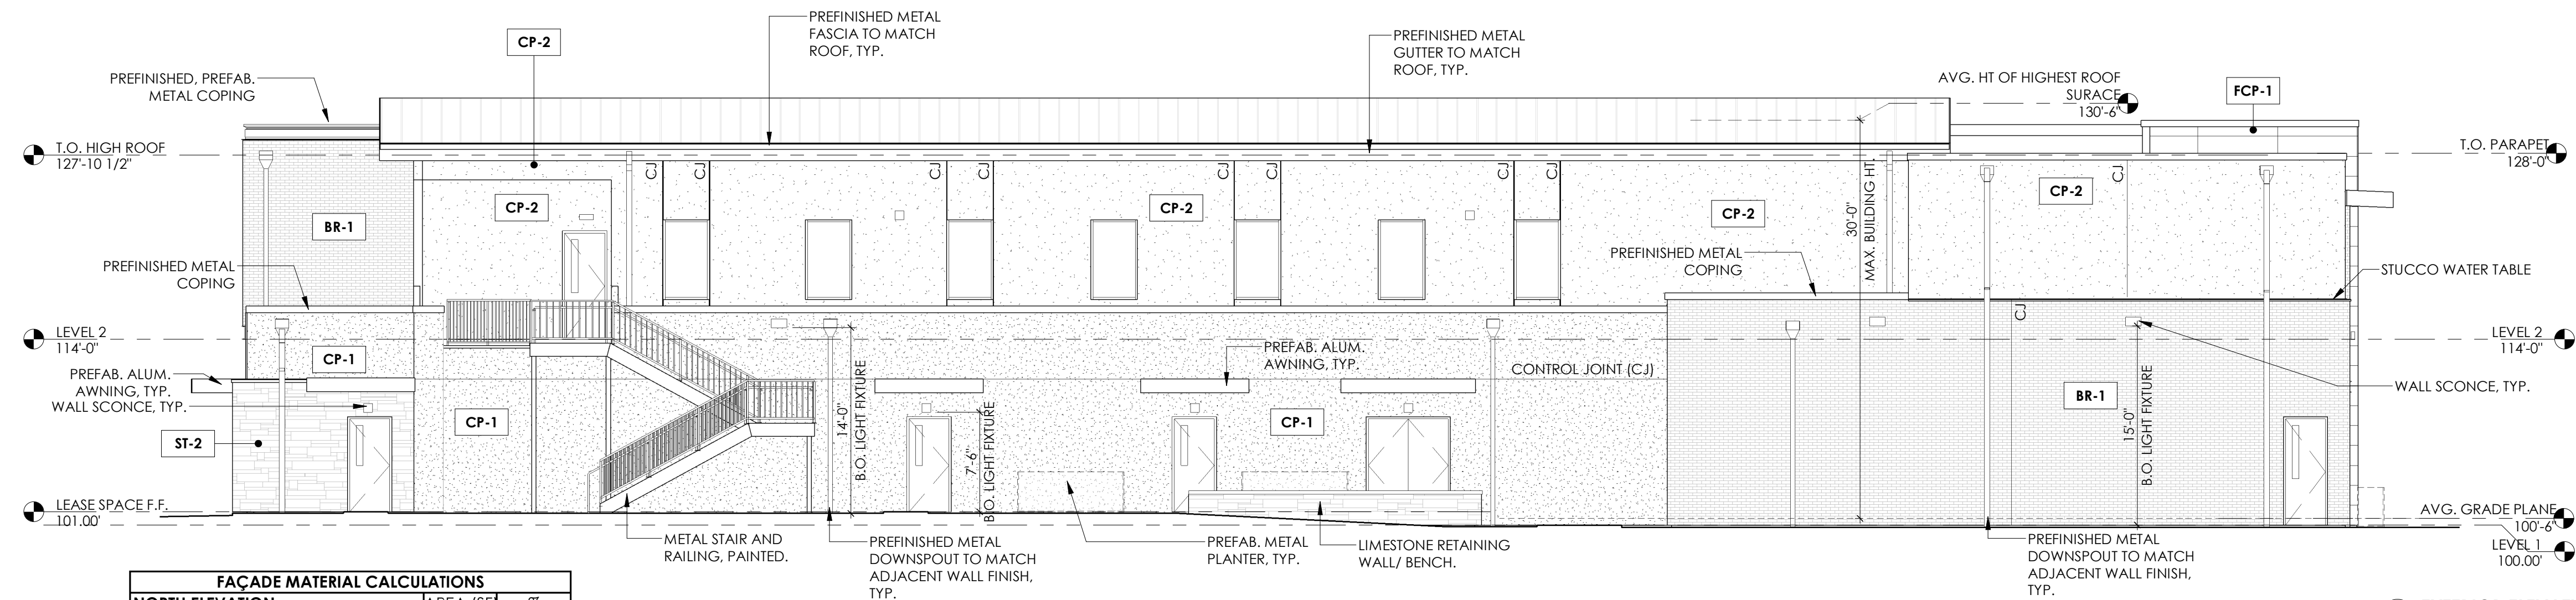 PREFINISHED METAL
FASCIA TO MATCH
ROOF, TYP.
CP-2
PREFINISHED METAL
GUTTER TO MATCH
ROOF, TYP.
PREFINISHED, PREFAB.
METAL COPING
AVG. HT OF HIGHEST ROOF
SURACE
130'-6"
FCP-1
T.O. HIGH ROOF
127'-10 1/2"
T.O. PARAPET
128'-0"
CJ
CJ
CJ
CJ
CJ
CJ
CJ
CJ
CJ
CP-2
CP-2
CP-2
CP-2
BR-1
30'-0"
MAX. BUILDING HT.
PREFINISHED METAL
COPING
PREFINISHED METAL
COPING
STUCCO WATER TABLE
CJ
LEVEL 2
114'-0"
LEVEL 2
114'-0"
CP-1
PREFAB. ALUM.
AWNING, TYP.
PREFAB. ALUM.
AWNING, TYP.
CONTROL JOINT (CJ)
WALL SCONCE, TYP.
WALL SCONCE, TYP.
BR-1
ST-2
CP-1
CP-1
14'-0"
B.O. LIGHT FIXTURE
7'-6"
B.O. LIGHT FIXTURE
15'-0"
B.O. LIGHT FIXTURE
LEASE SPACE F.F.
101.00'
AVG. GRADE PLANE
100'-6"
LEVEL 1
100.00'
METAL STAIR AND
RAILING, PAINTED.
PREFINISHED METAL
DOWNSPOUT TO MATCH
ADJACENT WALL FINISH,
TYP.
PREFAB. METAL
PLANTER, TYP.
LIMESTONE RETAINING
WALL/ BENCH.
PREFINISHED METAL
DOWNSPOUT TO MATCH
ADJACENT WALL FINISH,
TYP.
FAÇADE MATERIAL CALCULATIONS
NORTH ELEVATION AREA (SF) %